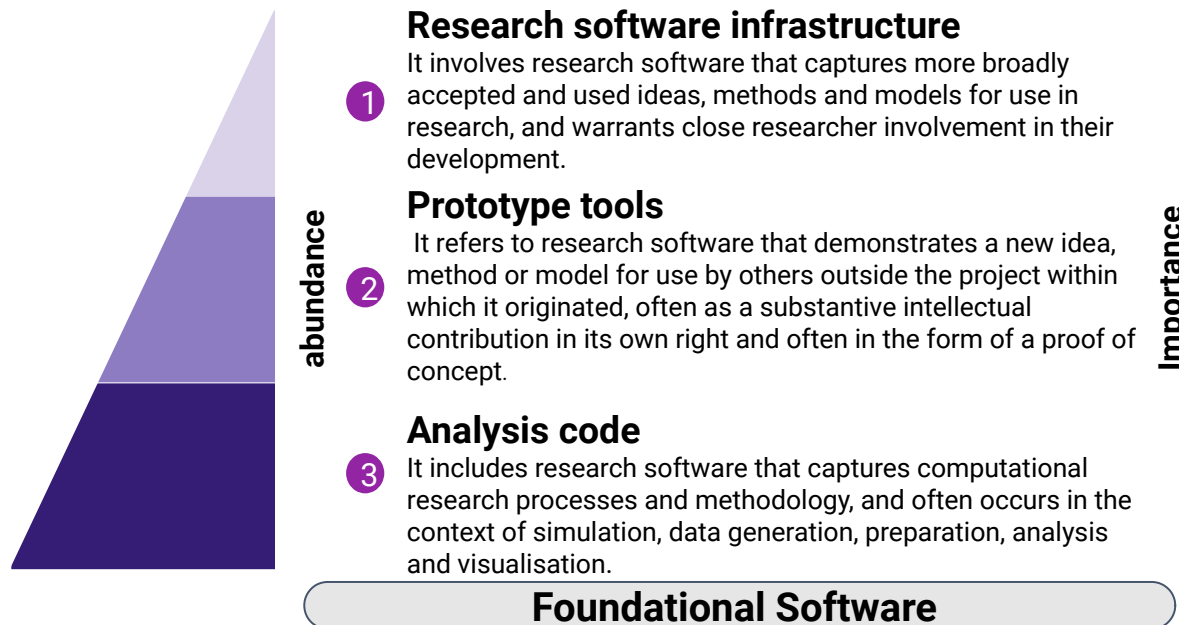 Research software infrastructure
It involves research software that captures more broadly
accepted and used ideas, methods and models for use in
research, and warrants close researcher involvement in their
development.
1
Prototype tools
It refers to research software that demonstrates a new idea,
method or model for use by others outside the project within
which it originated, often as a substantive intellectual
contribution in its own right and often in the form of a proof of
concept.
2
abundance
Importance
Analysis code
It includes research software that captures computational
research processes and methodology, and often occurs in the
context of simulation, data generation, preparation, analysis
and visualisation.
3
Foundational Software